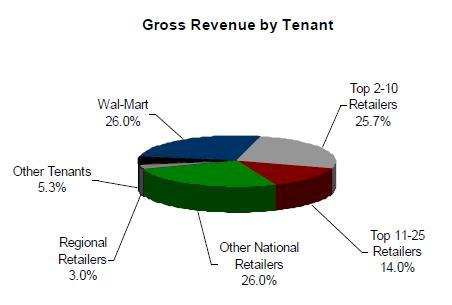 Gross Revenue by Tenant
Wal-Mart
26.0%
Top 2-10
Retailers
25.7%
Other Tenants
5.3%
Regional
Retailers
3.0%
Other National
Retailers
26.0%
Top 11-25
Retailers
14.0%